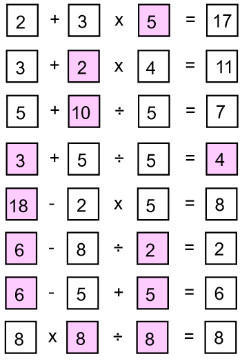 2 + 3 x 5 = 17
3 + 2 x 4 = 11
5 + 10 ÷ 5 = 7
3 + 5 ÷ 5 = 4
18 - 2 x 5 = 8
6 - 8 ÷ 2 = 2
6 - 5 + 5 = 6
8 x 8 ÷ 8 = 8